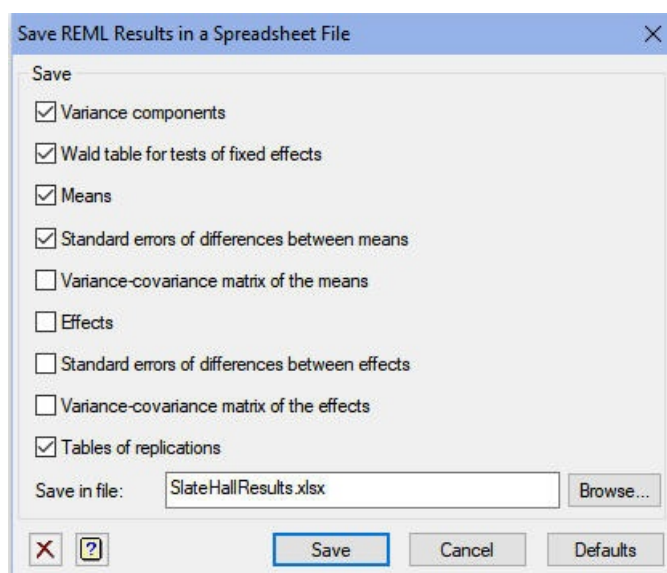 Save REML Results in a Spreadsheet File
Save
Variance components
Wald table for tests of fixed effects
Means
Standard errors of differences between means
Variance-covariance matrix of the means
Effects
Standard errors of differences between effects
Variance-covariance matrix of the effects
Tables of replications
Save in file: SlateHallResults.xlsx Browse...
? Save Cancel Defaults